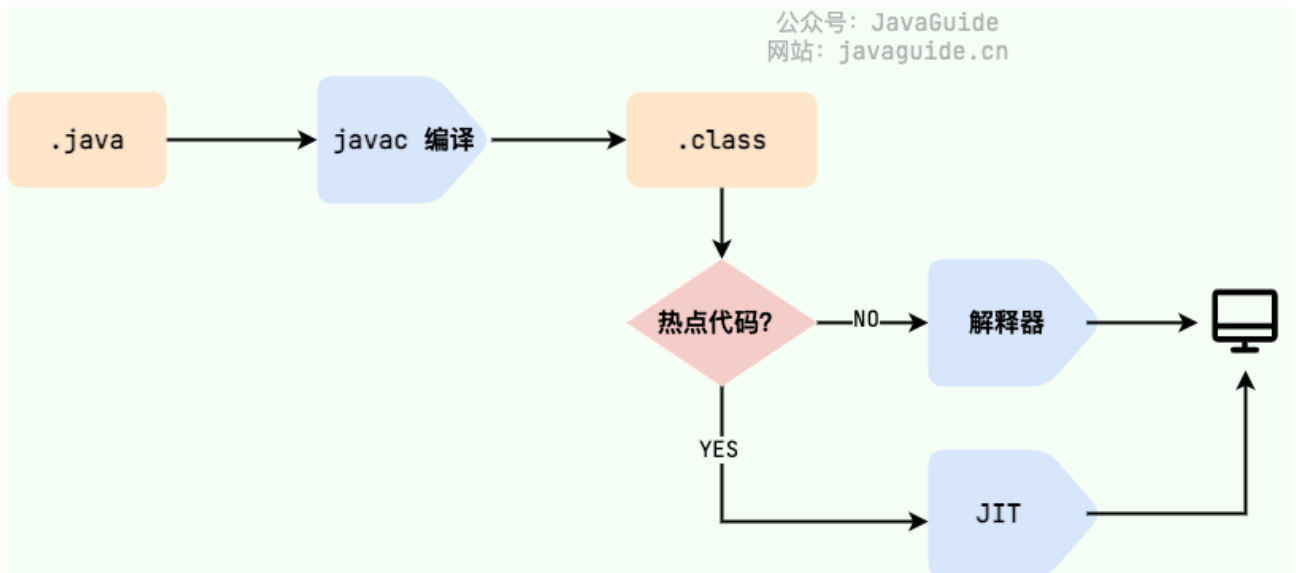 公众号：JavaGuide
网站：javaguide.cn
.java
javac 编译
.class
热点代码?
NO
解释器
YES
JIT